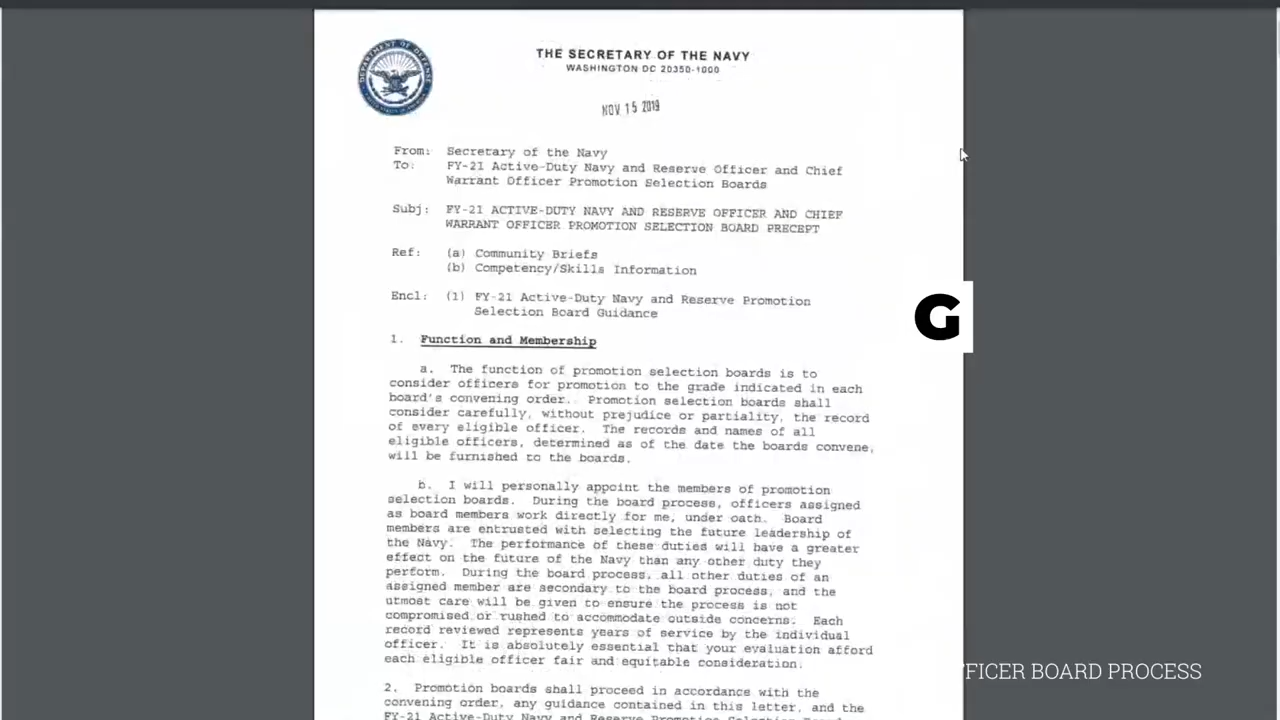 THE SECRETARY OF THE NAVY
WASHINGTON DC 20350-1000
NOV 15 2019
From: Secretary of the Navy
To: FY-21 Active-Duty Navy and Reserve Officer and Chief
Warrant Officer Promotion Selection Boards
Subj: FY-21 ACTIVE-DUTY NAVY AND RESERVE OFFICER AND CHIEF
WARRANT OFFICER PROMOTION SELECTION BOARD PRECEPT
Ref: (a) Community Briefs
(b) Competency/Skills Information
Encl: (1) FY-21 Active-Duty Navy and Reserve Promotion
Selection Board Guidance
G
1. Function and Membership
a. The function of promotion selection boards is to
consider officers for promotion to the grade indicated in each
board's convening order. Promotion selection boards shall
consider carefully, without prejudice or partiality, the record
of every eligible officer. The records and names of all
eligible officers, determined as of the date the boards convene,
will be furnished to the boards.
b. I will personally appoint the members of promotion
selection boards. During the board process, officers assigned
as board members work directly for me, under oath. Board
members are entrusted with selecting the future leadership of
the Navy. The performance of these duties will have a greater
effect on the future of the Navy than any other duty they
perform. During the board process, all other duties of an
assigned member are secondary to the board process, and the
utmost care will be given to ensure the process is not
compromised or rushed to accommodate outside concerns. Each
record reviewed represents years of service by the individual
officer. It is absolutely essential that your evaluation afford
each eligible officer fair and equitable consideration.
FFICER BOARD PROCESS
2. Promotion boards shall proceed in accordance with the
convening order, any guidance contained in this letter, and the
FY-21 Active-Duty Navy and Reserve Promotion Selection Board